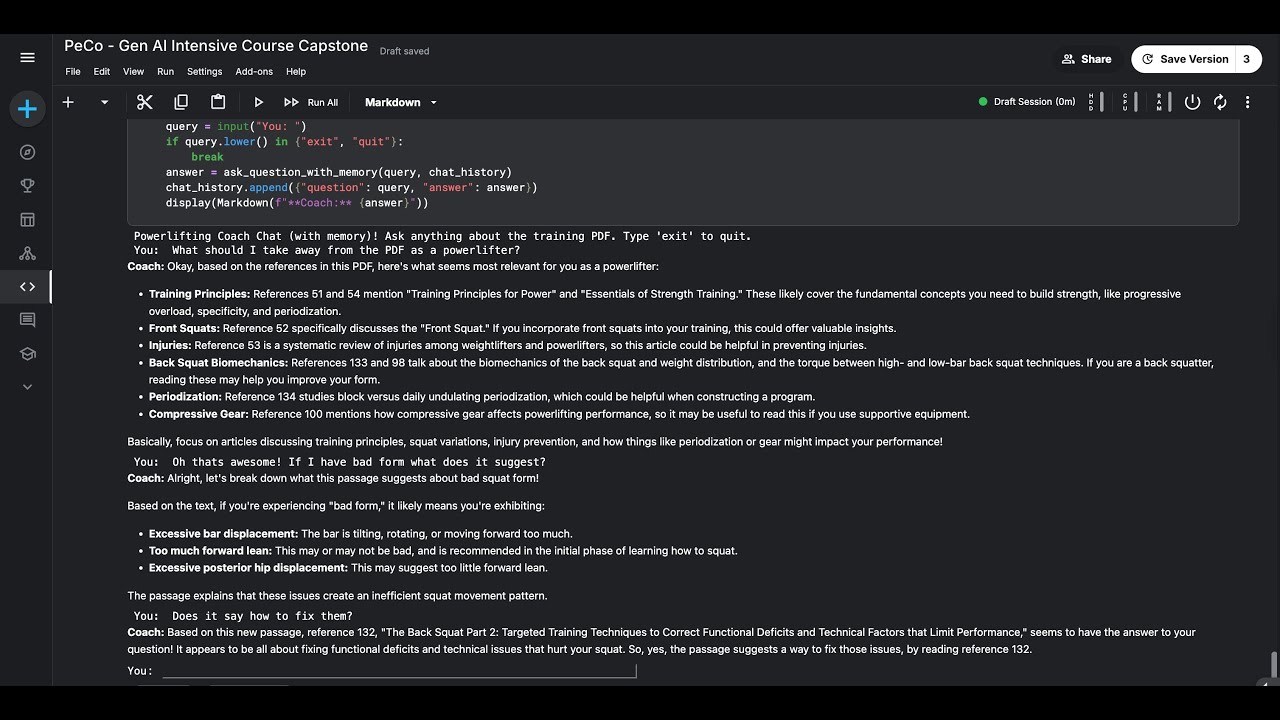 PeCo - Gen AI Intensive Course Capstone
Draft saved
Share
Save Version
3
File Edit View Run Settings Add-ons Help
Run All
Markdown
Draft Session (0m)
HDD
CPU
RAM
query = input("You: ")
if query.lower() in {"exit", "quit"}:
break
answer = ask_question_with_memory(query, chat_history)
chat_history.append({"question": query, "answer": answer})
display(Markdown(f"**Coach:** {answer}"))
Powerlifting Coach Chat (with memory)! Ask anything about the training PDF. Type 'exit' to quit.
You: What should I take away from the PDF as a powerlifter?
Coach: Okay, based on the references in this PDF, here's what seems most relevant for you as a powerlifter:
• Training Principles: References 51 and 54 mention "Training Principles for Power" and "Essentials of Strength Training." These likely cover the fundamental concepts you need to build strength, like progressive
overload, specificity, and periodization.
• Front Squats: Reference 52 specifically discusses the "Front Squat." If you incorporate front squats into your training, this could offer valuable insights.
• Injuries: Reference 53 is a systematic review of injuries among weightlifters and powerlifters, so this article could be helpful in preventing injuries.
• Back Squat Biomechanics: References 133 and 98 talk about the biomechanics of the back squat and weight distribution, and the torque between high- and low-bar back squat techniques. If you are a back squatter,
reading these may help you improve your form.
• Periodization: Reference 134 studies block versus daily undulating periodization, which could be helpful when constructing a program.
• Compressive Gear: Reference 100 mentions how compressive gear affects powerlifting performance, so it may be useful to read this if you use supportive equipment.
Basically, focus on articles discussing training principles, squat variations, injury prevention, and how things like periodization or gear might impact your performance!
You: Oh thats awesome! If I have bad form what does it suggest?
Coach: Alright, let's break down what this passage suggests about bad squat form!
Based on the text, if you're experiencing "bad form," it likely means you're exhibiting:
• Excessive bar displacement: The bar is tilting, rotating, or moving forward too much.
• Too much forward lean: This may or may not be bad, and is recommended in the initial phase of learning how to squat.
• Excessive posterior hip displacement: This may suggest too little forward lean.
The passage explains that these issues create an inefficient squat movement pattern.
You: Does it say how to fix them?
Coach: Based on this new passage, reference 132, "The Back Squat Part 2: Targeted Training Techniques to Correct Functional Deficits and Technical Factors that Limit Performance," seems to have the answer to your
question! It appears to be all about fixing functional deficits and technical issues that hurt your squat. So, yes, the passage suggests a way to fix those issues, by reading reference 132.
You: